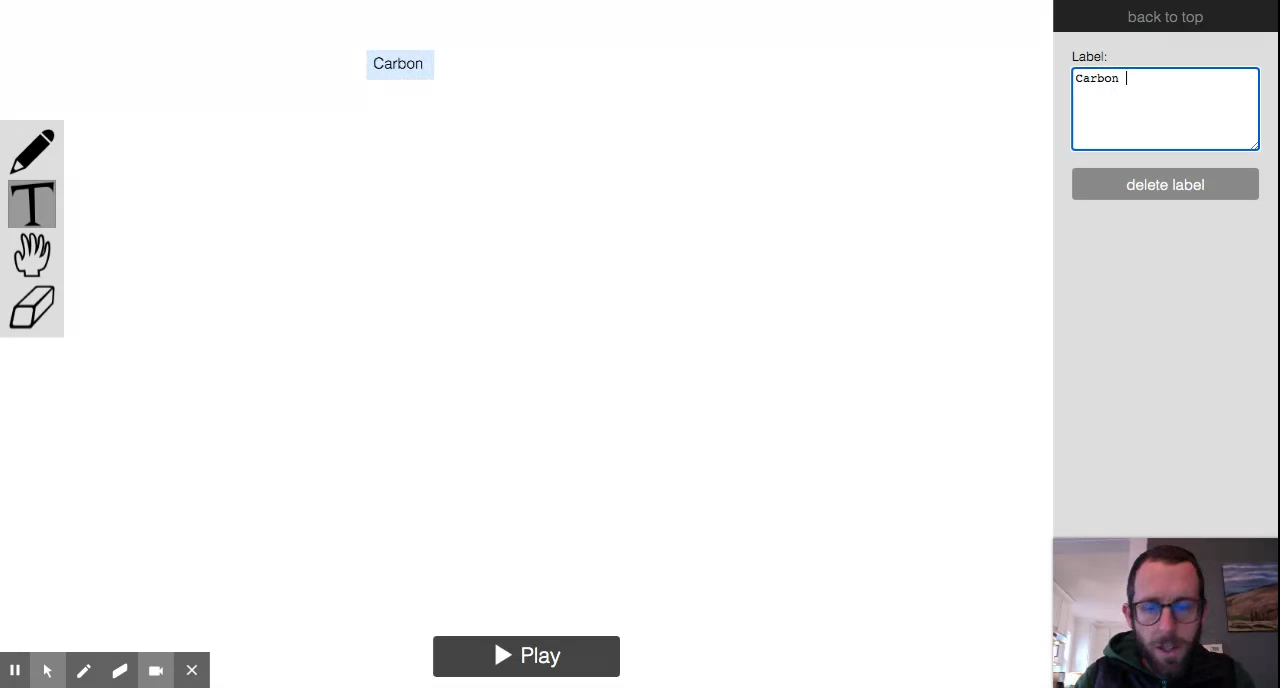 back to top
Carbon
Label:
Carbon
delete label
T
Play